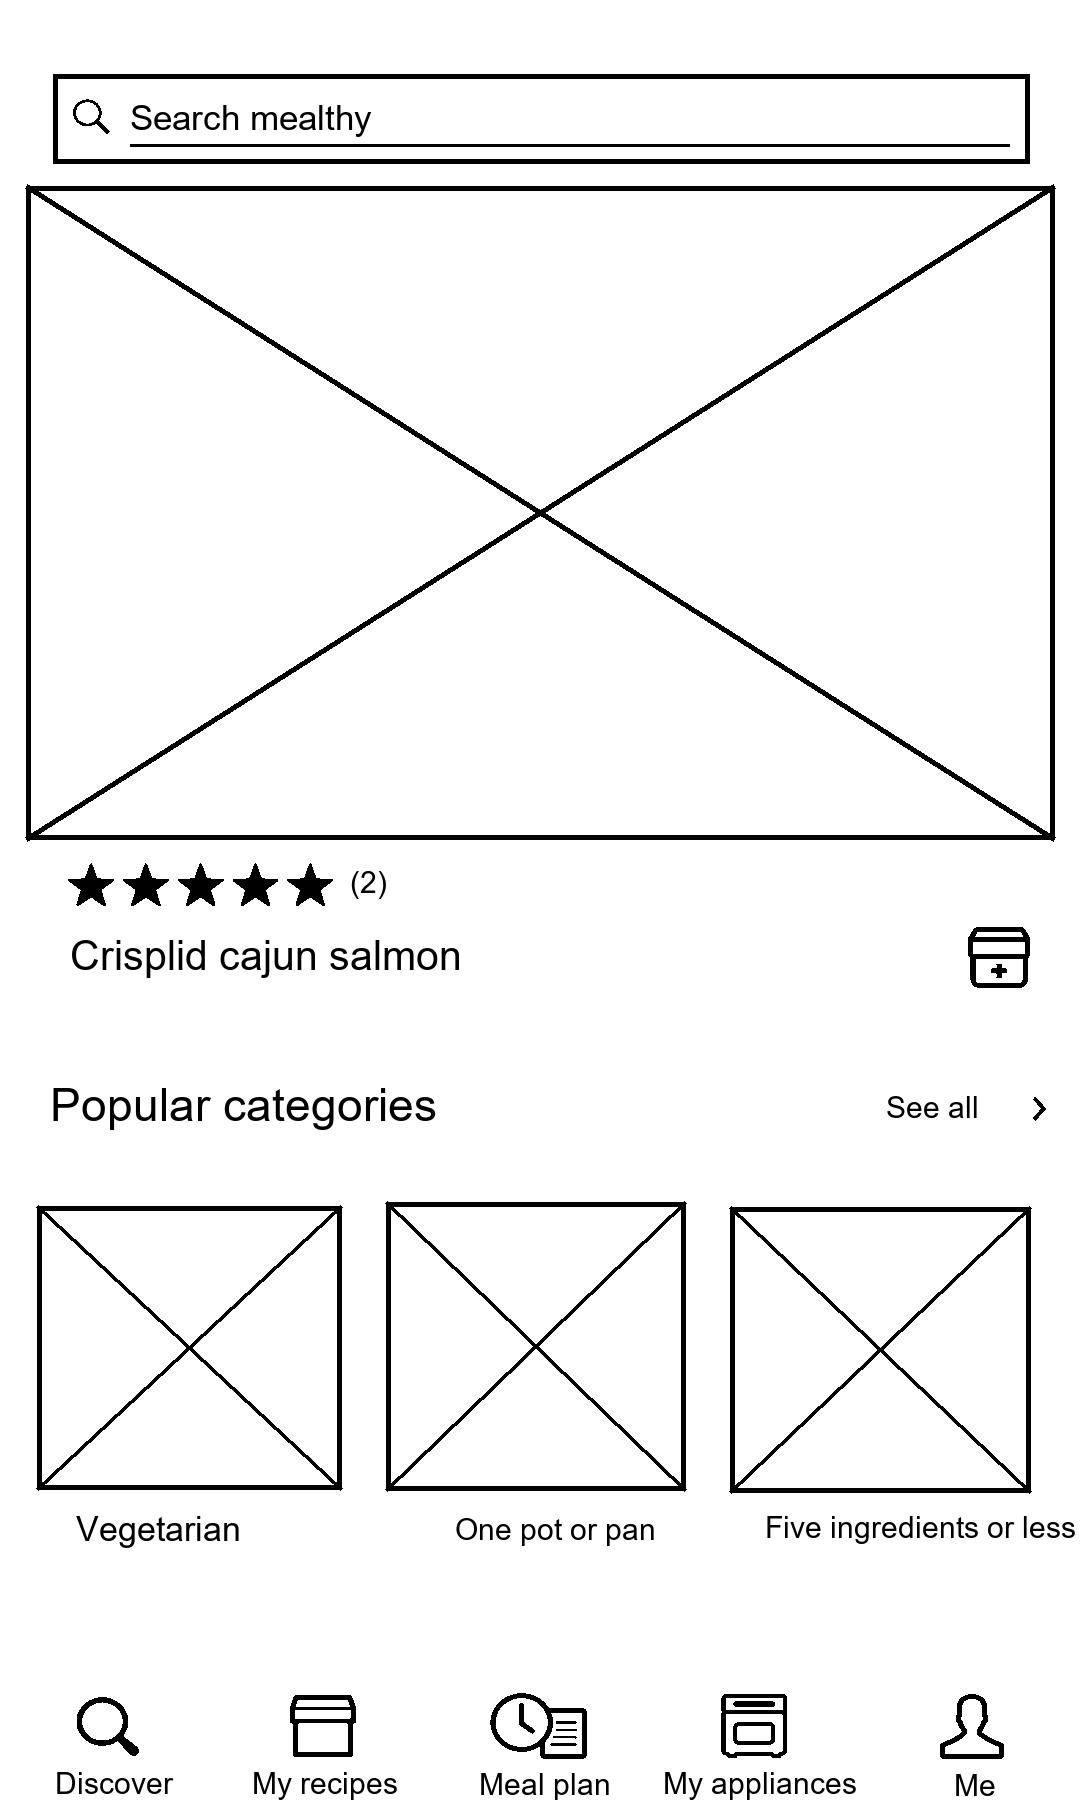 Search mealthy
(2)
Crisplid cajun salmon
Popular categories
See all
Vegetarian
One pot or pan
Five ingredients or less
Discover
My recipes
Meal plan
My appliances
Me